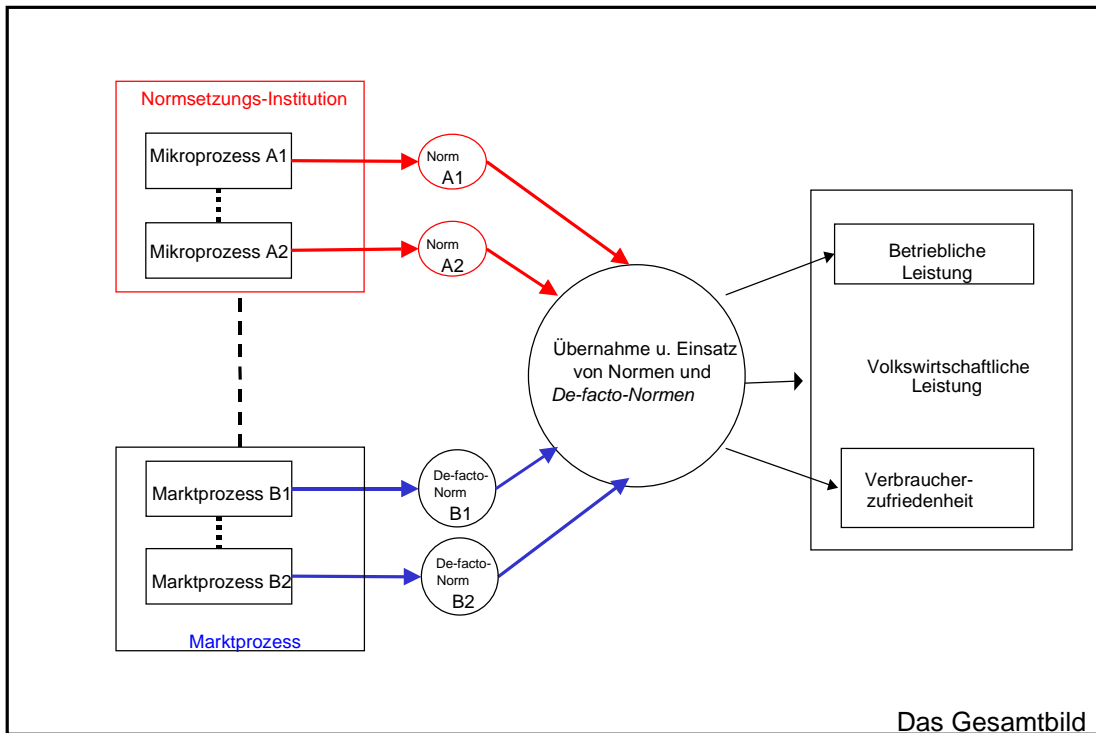 Normsetzungs-Institution
Mikroprozess A1
Norm
A1
Mikroprozess A2
Norm
A2
Übernahme u. Einsatz
von Normen und
De-facto-Normen
Betriebliche
Leistung
Volkswirtschaftliche
Leistung
Verbraucher-
zufriedenheit
Marktprozess B1
De-facto-
Norm
B1
Marktprozess B2
De-facto-
Norm
B2
Marktprozess
Das Gesamtbild